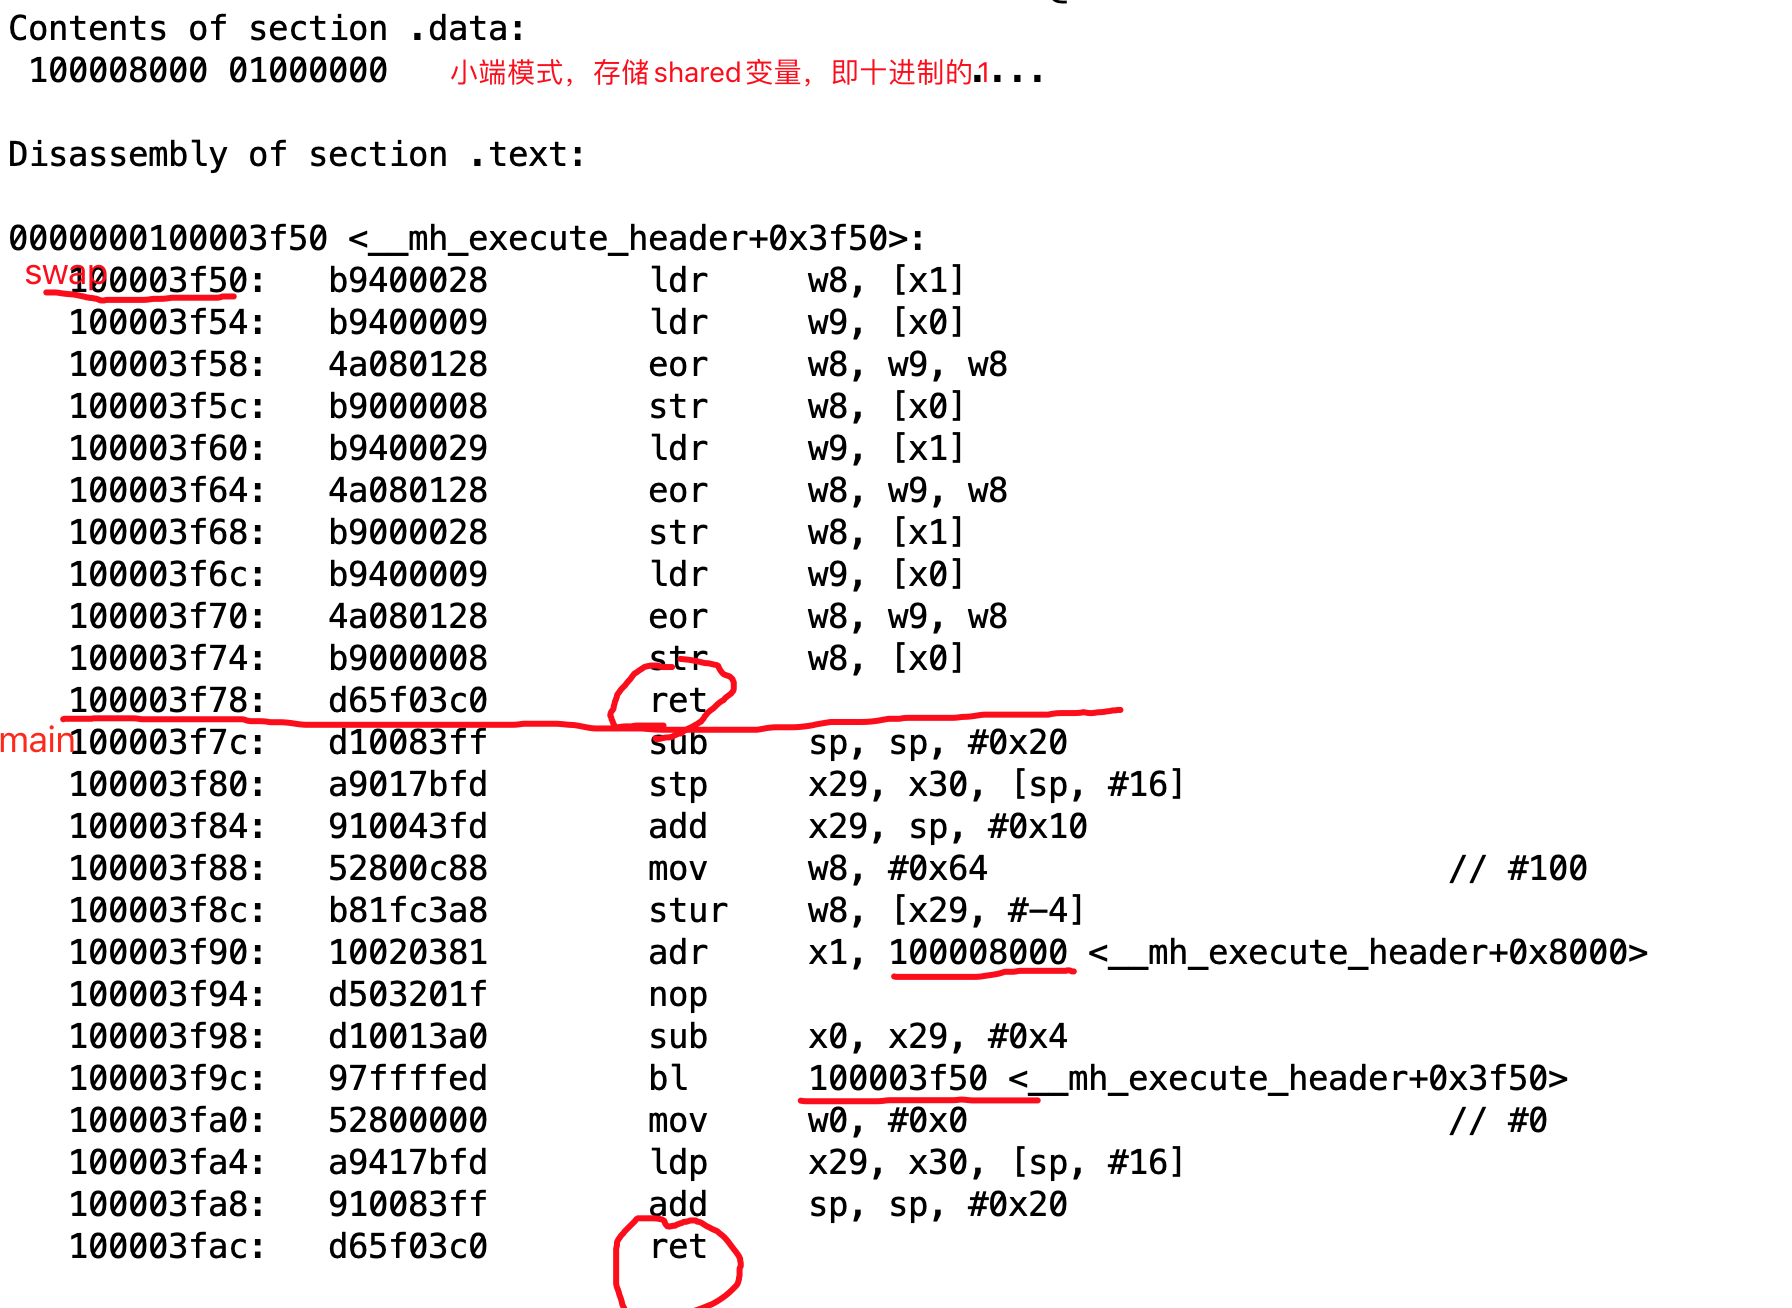 Contents of section .data:
100008000 01000000 小端模式，存储shared变量，即十进制的1 ....
Disassembly of section .text:
0000000100003f50 <__mh_execute_header+0x3f50>:
swap
100003f50: b9400028 ldr w8, [x1]
100003f54: b9400009 ldr w9, [x0]
100003f58: 4a080128 eor w8, w9, w8
100003f5c: b9000008 str w8, [x0]
100003f60: b9400029 ldr w9, [x1]
100003f64: 4a080128 eor w8, w9, w8
100003f68: b9000028 str w8, [x1]
100003f6c: b9400009 ldr w9, [x0]
100003f70: 4a080128 eor w8, w9, w8
100003f74: b9000008 str w8, [x0]
100003f78: d65f03c0 ret
main 100003f7c: d10083ff sub sp, sp, #0x20
100003f80: a9017bfd stp x29, x30, [sp, #16]
100003f84: 910043fd add x29, sp, #0x10
100003f88: 52800c88 mov w8, #0x64 // #100
100003f8c: b81fc3a8 stur w8, [x29, #-4]
100003f90: 10020381 adr x1, 100008000 <__mh_execute_header+0x8000>
100003f94: d503201f nop
100003f98: d10013a0 sub x0, x29, #0x4
100003f9c: 97ffffed bl 100003f50 <__mh_execute_header+0x3f50>
100003fa0: 52800000 mov w0, #0x0 // #0
100003fa4: a9417bfd ldp x29, x30, [sp, #16]
100003fa8: 910083ff add sp, sp, #0x20
100003fac: d65f03c0 ret